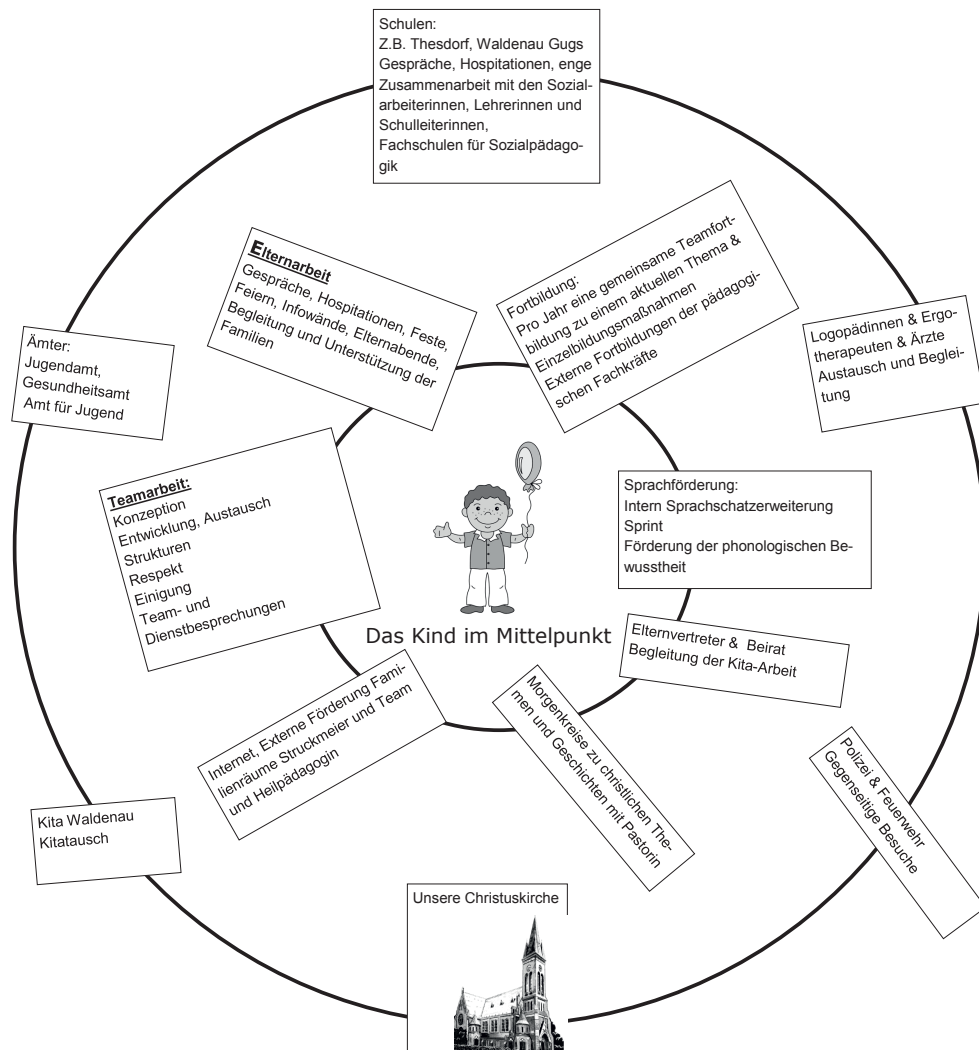 Schulen:
Z.B. Thesdorf, Waldenau Gugs
Gespräche, Hospitationen, enge
Zusammenarbeit mit den Sozial-
arbeiterinnen, Lehrerinnen und
Schulleiterinnen,
Fachschulen für Sozialpädago-
gik
Elternarbeit
Gespräche, Hospitationen, Feste,
Feiern, Infowände, Elternabende,
Begleitung und Unterstützung der
Familien
Fortbildung:
Pro Jahr eine gemeinsame Teamfort-
bildung zu einem aktuellen Thema &
Einzelbildungsmaßnahmen
Externe Fortbildungen der pädagogi-
schen Fachkräfte
Logopädinnen & Ergo-
therapeuten & Ärzte
Austausch und Beglei-
tung
Ämter:
Jugendamt,
Gesundheitsamt
Amt für Jugend
Teamarbeit:
Konzeption
Entwicklung, Austausch
Strukturen
Respekt
Einigung
Team- und
Dienstbesprechungen
Sprachförderung:
Intern Sprachschatzerweiterung
Sprint
Förderung der phonologischen Be-
wusstheit
Das Kind im Mittelpunkt
Elternvertreter &  Beirat
Begleitung der Kita-Arbeit
Internet, Externe Förderung Fami-
lienräume Struckmeier und Team
und Heilpädagogin
Morgenkreise zu christlichen The-
men und Geschichten mit Pastorin
Polizei & Feuerwehr
Gegenseitige Besuche
Kita Waldenau
Kitatausch
Unsere Christuskirche